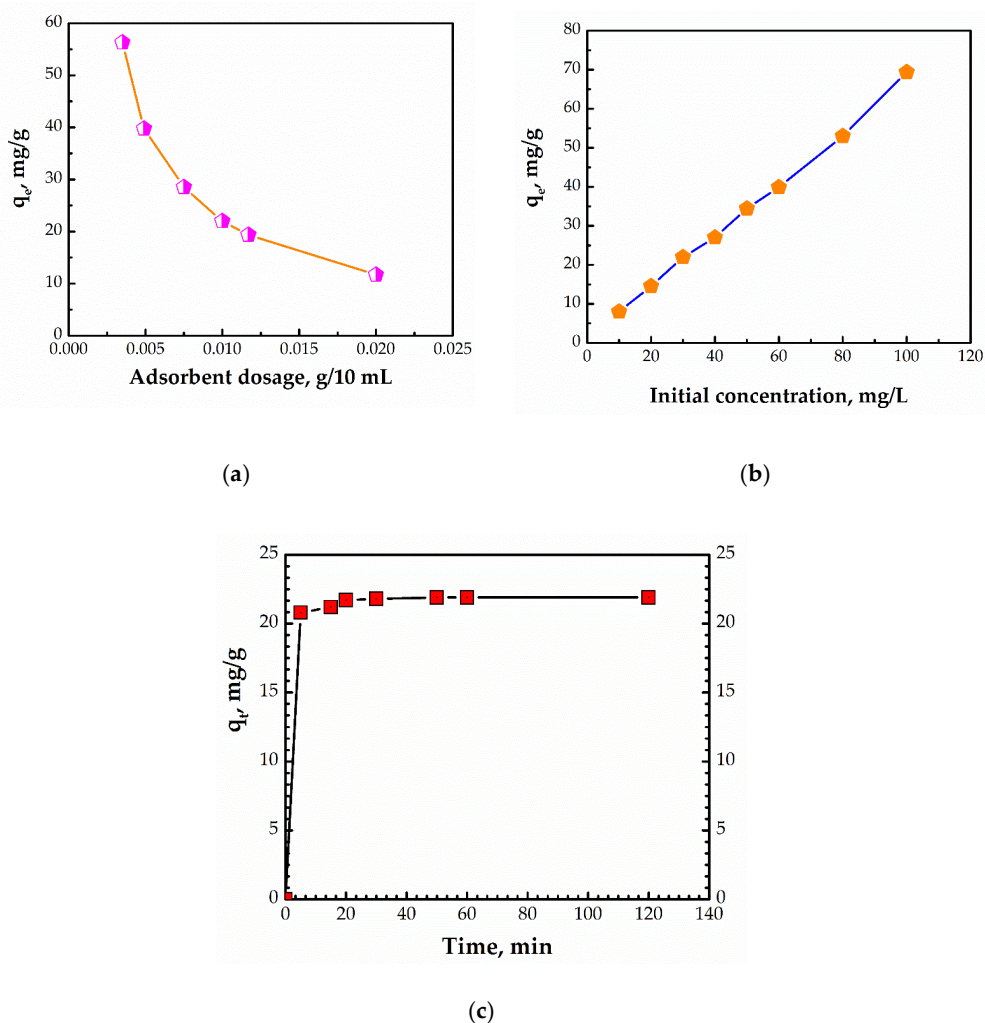 60
50
40
30
20
10
0
qe, mg/g
0.000 0.005 0.010 0.015 0.020 0.025
Adsorbent dosage, g/10 mL
(a)
80
70
60
50
40
30
20
10
0
qe, mg/g
0 20 40 60 80 100 120
Initial concentration, mg/L
(b)
25 25
20 20
15 15
10 10
5 5
0 0
qt, mg/g
0 20 40 60 80 100 120 140
Time, min
(c)